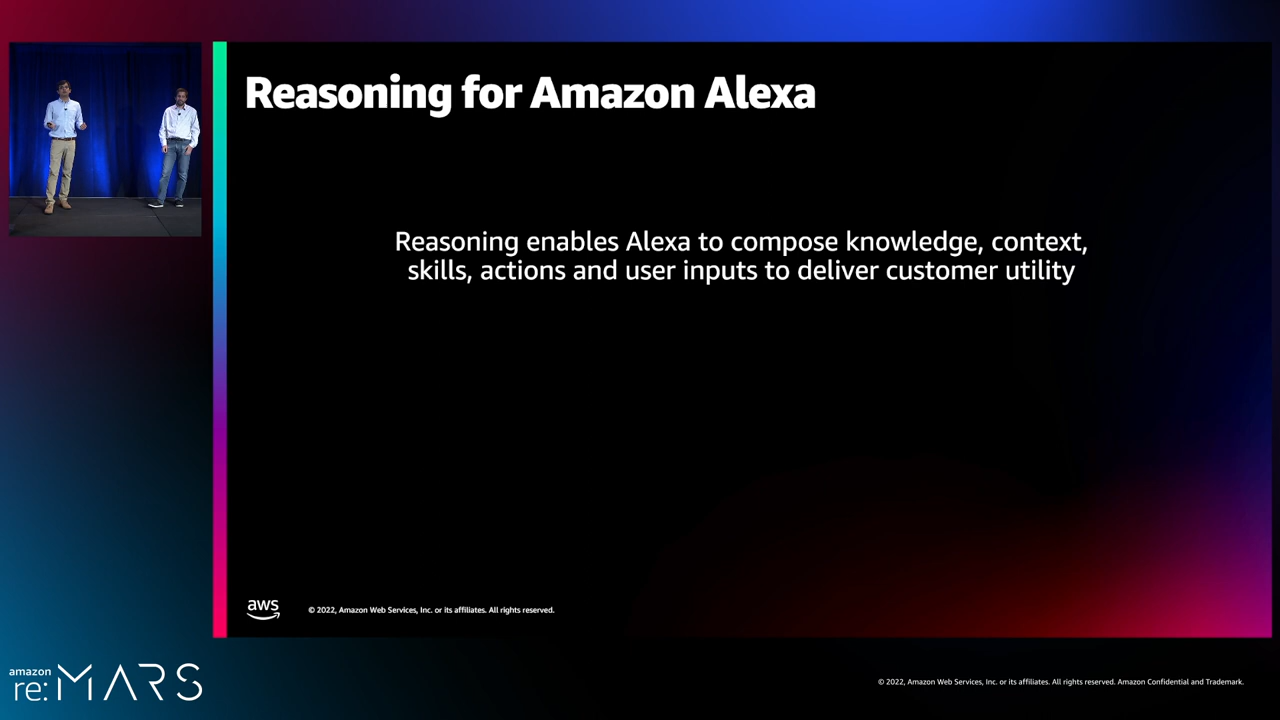 Reasoning for Amazon Alexa
Reasoning enables Alexa to compose knowledge, context,
skills, actions and user inputs to deliver customer utility
aws
© 2022, Amazon Web Services, Inc. or its affiliates. All rights reserved.
amazon
re:MARS
© 2022, Amazon Web Services, Inc. or its affiliates. All rights reserved. Amazon Confidential and Trademark.